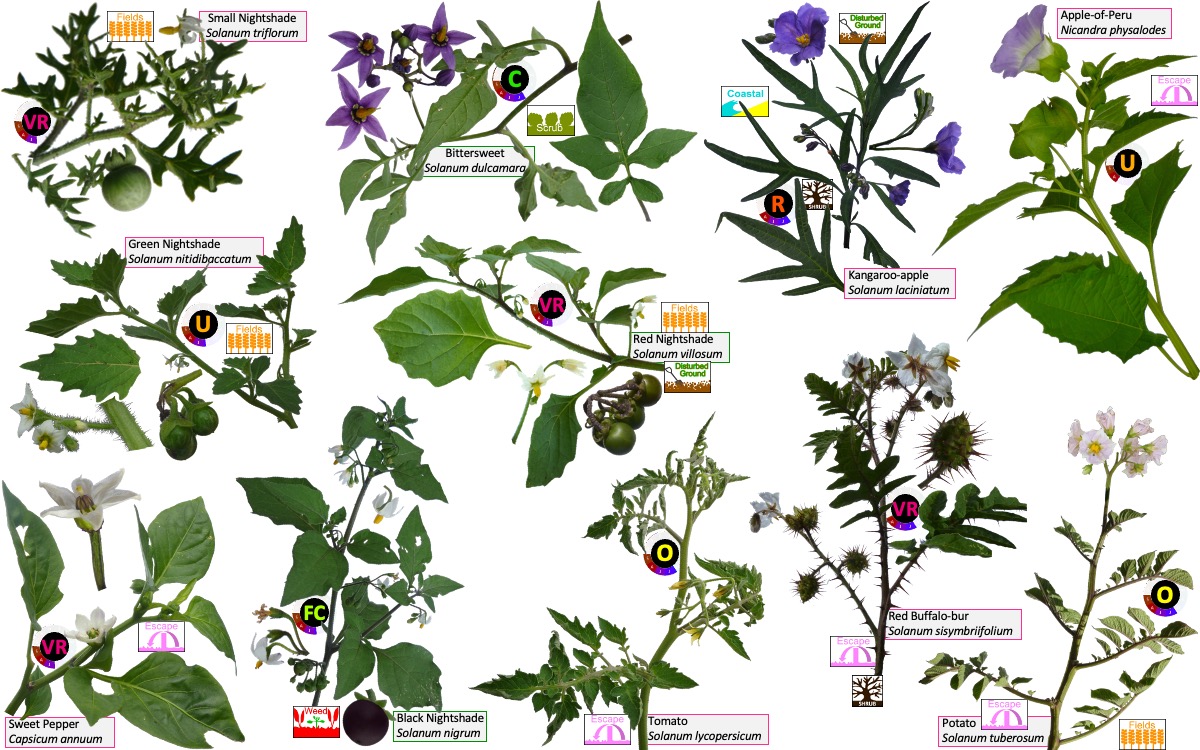 Fields
Small Nightshade
Solanum triflorum
VR
C
Scrub
Bittersweet
Solanum dulcamara
Disturbed
Ground
Coastal
R
SHRUB
Kangaroo-apple
Solanum laciniatum
Apple-of-Peru
Nicandra physalodes
Escape
U
Green Nightshade
Solanum nitidibaccatum
U
Fields
VR
Fields
Red Nightshade
Solanum villosum
Disturbed
Ground
VR
Escape
Sweet Pepper
Capsicum annuum
FC
Weed
Black Nightshade
Solanum nigrum
O
Escape
Tomato
Solanum lycopersicum
VR
Red Buffalo-bur
Solanum sisymbriifolium
Escape
SHRUB
O
Escape
Potato
Solanum tuberosum
Fields